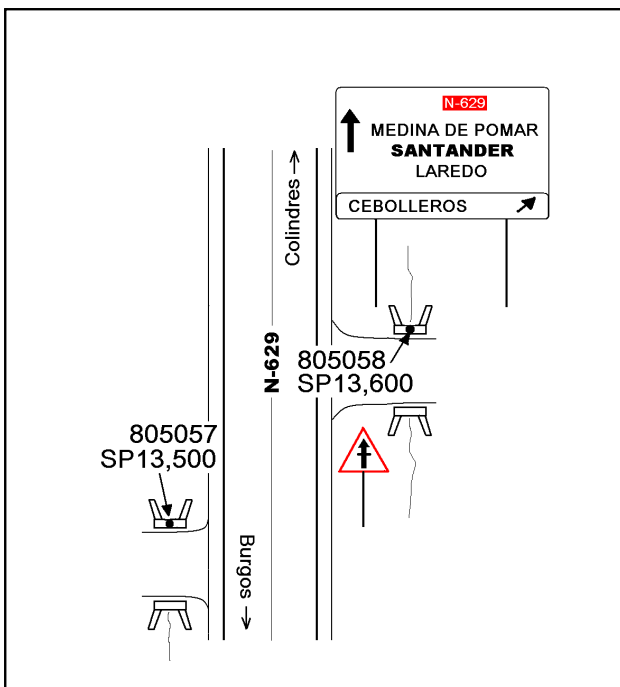 N-629
MEDINA DE POMAR
SANTANDER
LAREDO
CEBOLLEROS
Colindres →
N-629
805058
SP13,600
805057
SP13,500
Burgos →